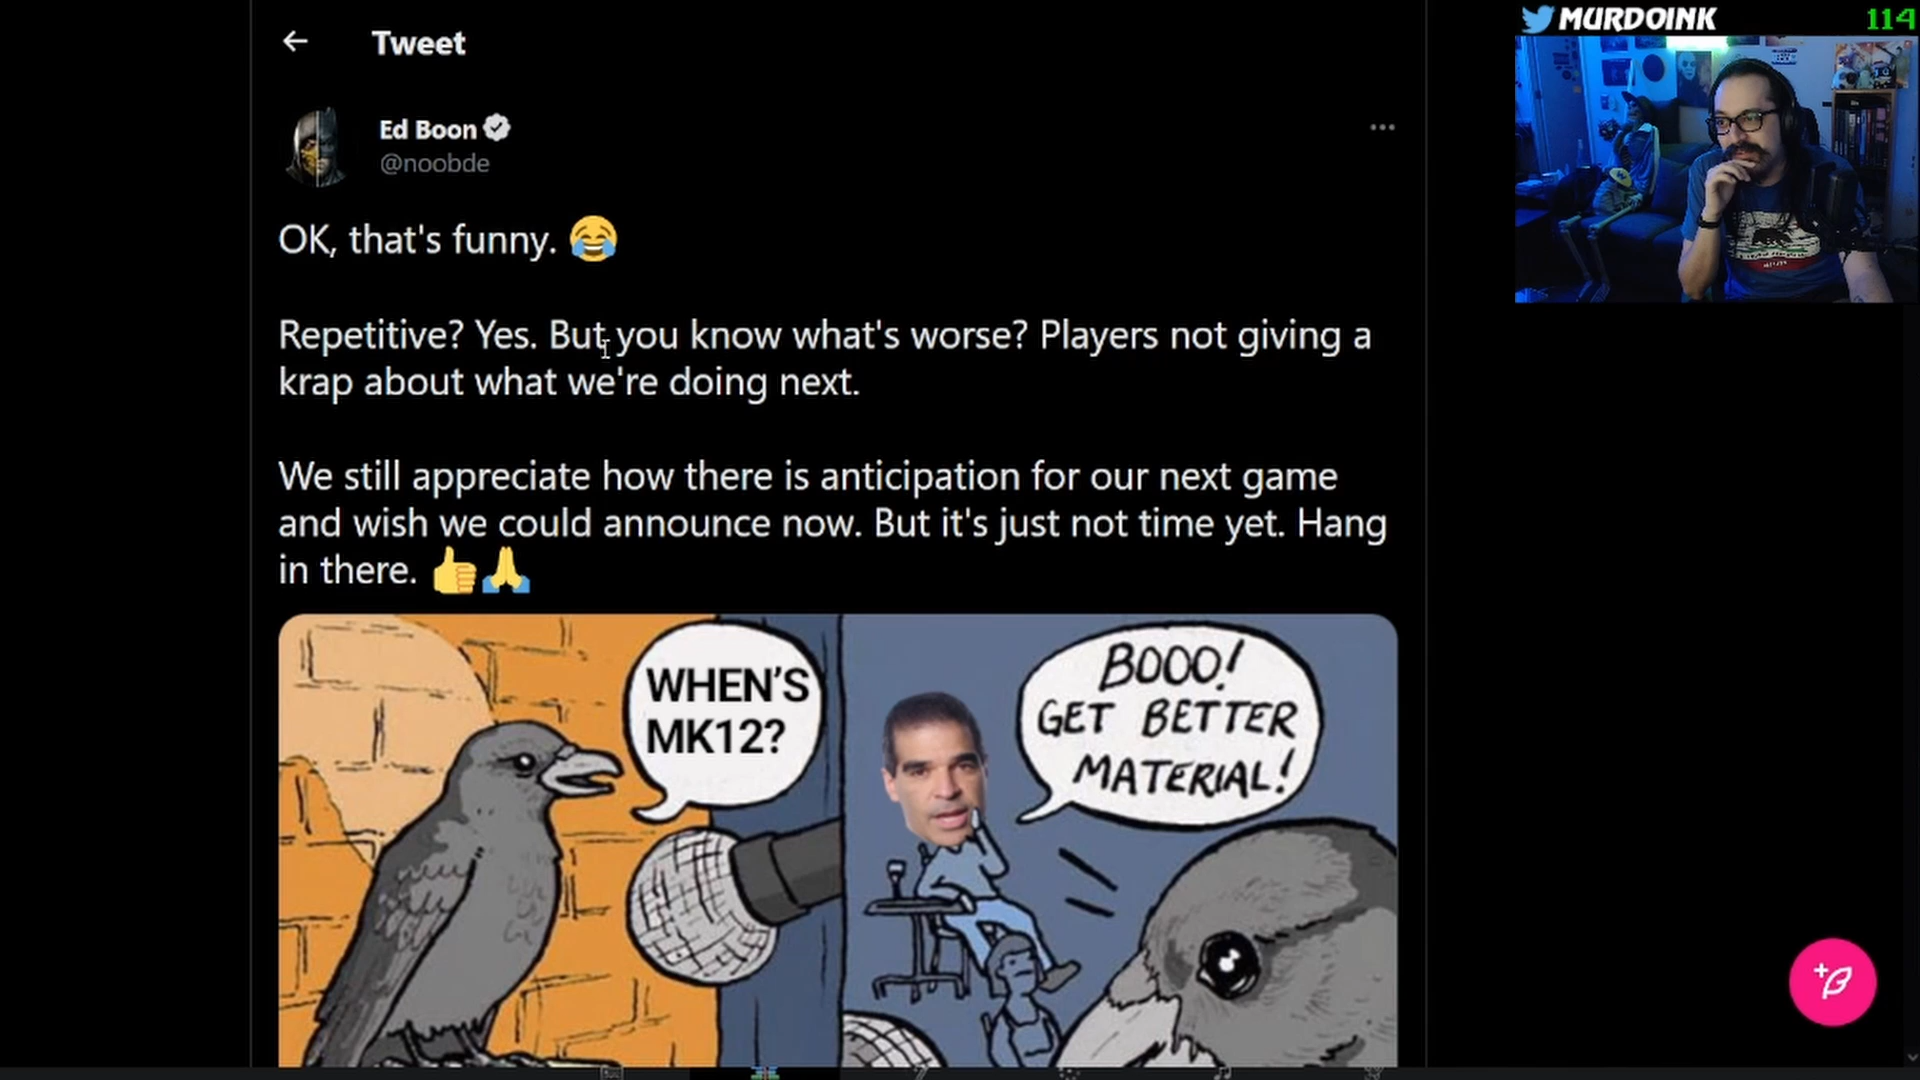 MURDOINK 114
Tweet
Ed Boon
@noobde
OK, that's funny. 😂
Repetitive? Yes. But you know what's worse? Players not giving a
krap about what we're doing next.
We still appreciate how there is anticipation for our next game
and wish we could announce now. But it's just not time yet. Hang
in there. 👍🙏
WHEN'S
MK12?
BOOO!
GET BETTER
MATERIAL!